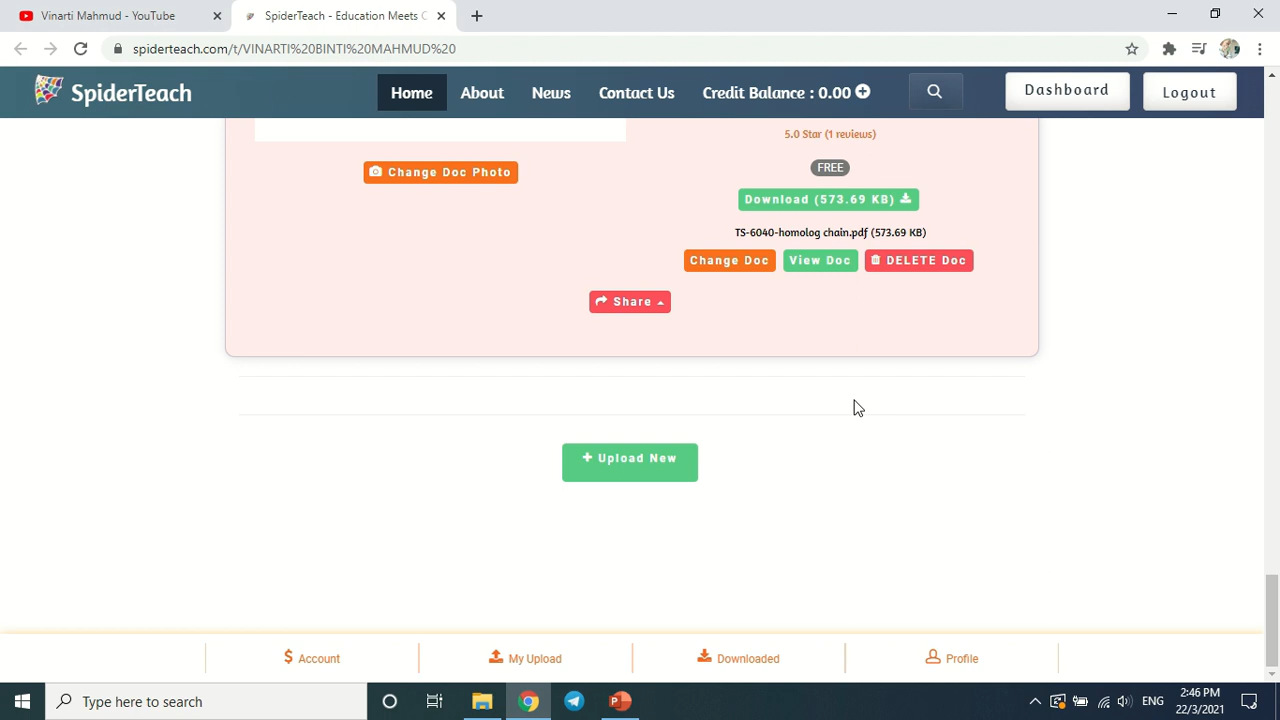 Vinarti Mahmud - YouTube
SpiderTeach - Education Meets C
spiderteach.com/t/VINARTI%20BINTI%20MAHMUD%20
SpiderTeach
Home
About
News
Contact Us
Credit Balance : 0.00
Dashboard
Logout
5.0 Star (1 reviews)
Change Doc Photo
FREE
Download (573.69 KB)
TS-6040-homolog chain.pdf (573.69 KB)
Change Doc
View Doc
DELETE Doc
Share
+ Upload New
$ Account
My Upload
Downloaded
Profile
Type here to search
ENG
2:46 PM
22/3/2021